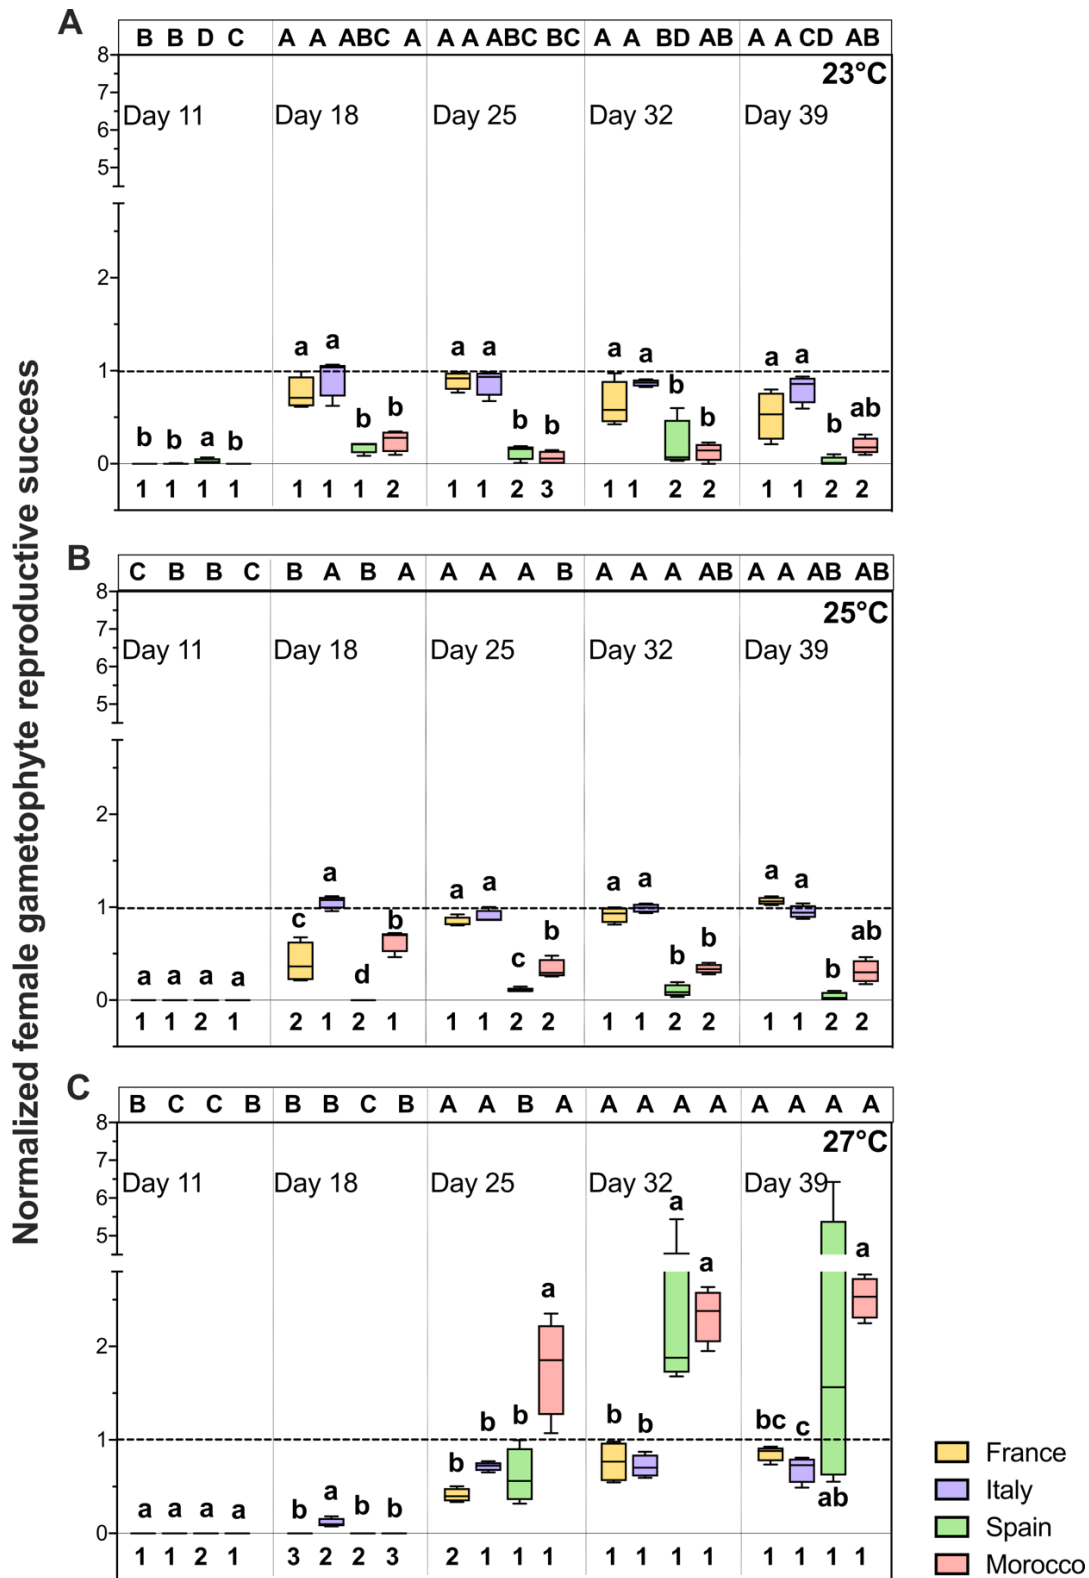 Normalized female gametophyte reproductive success
A
B B D C A A ABC A A A ABC BC A A BD AB A A CD AB
8
23°C
7
Day 11 Day 18 Day 25 Day 32 Day 39
6
5
2
a a a a a a a a
1
b b a b b b b b b b b ab
0
1 1 1 1 1 1 1 2 1 1 2 3 1 1 2 2 1 1 2 2
B
C B B C B A B A A A A B A A A AB A A AB AB
8
25°C
7
Day 11 Day 18 Day 25 Day 32 Day 39
6
5
2
a a a a a a a
1
c b c b b b b ab
a a a a d
0
1 1 2 1 2 1 2 1 1 1 2 2 1 1 2 2 1 1 2 2
C
B C C B B B C B A A B A A A A A A A A A
8
27°C
7
Day 11 Day 18 Day 25 Day 32 Day 39
6
a
5
a a a
2
b b b b b bc c
1
b ab
a a a a b a b b
0
1 1 2 1 3 2 2 3 2 1 1 1 1 1 1 1 1 1 1 1
France
Italy
Spain
Morocco